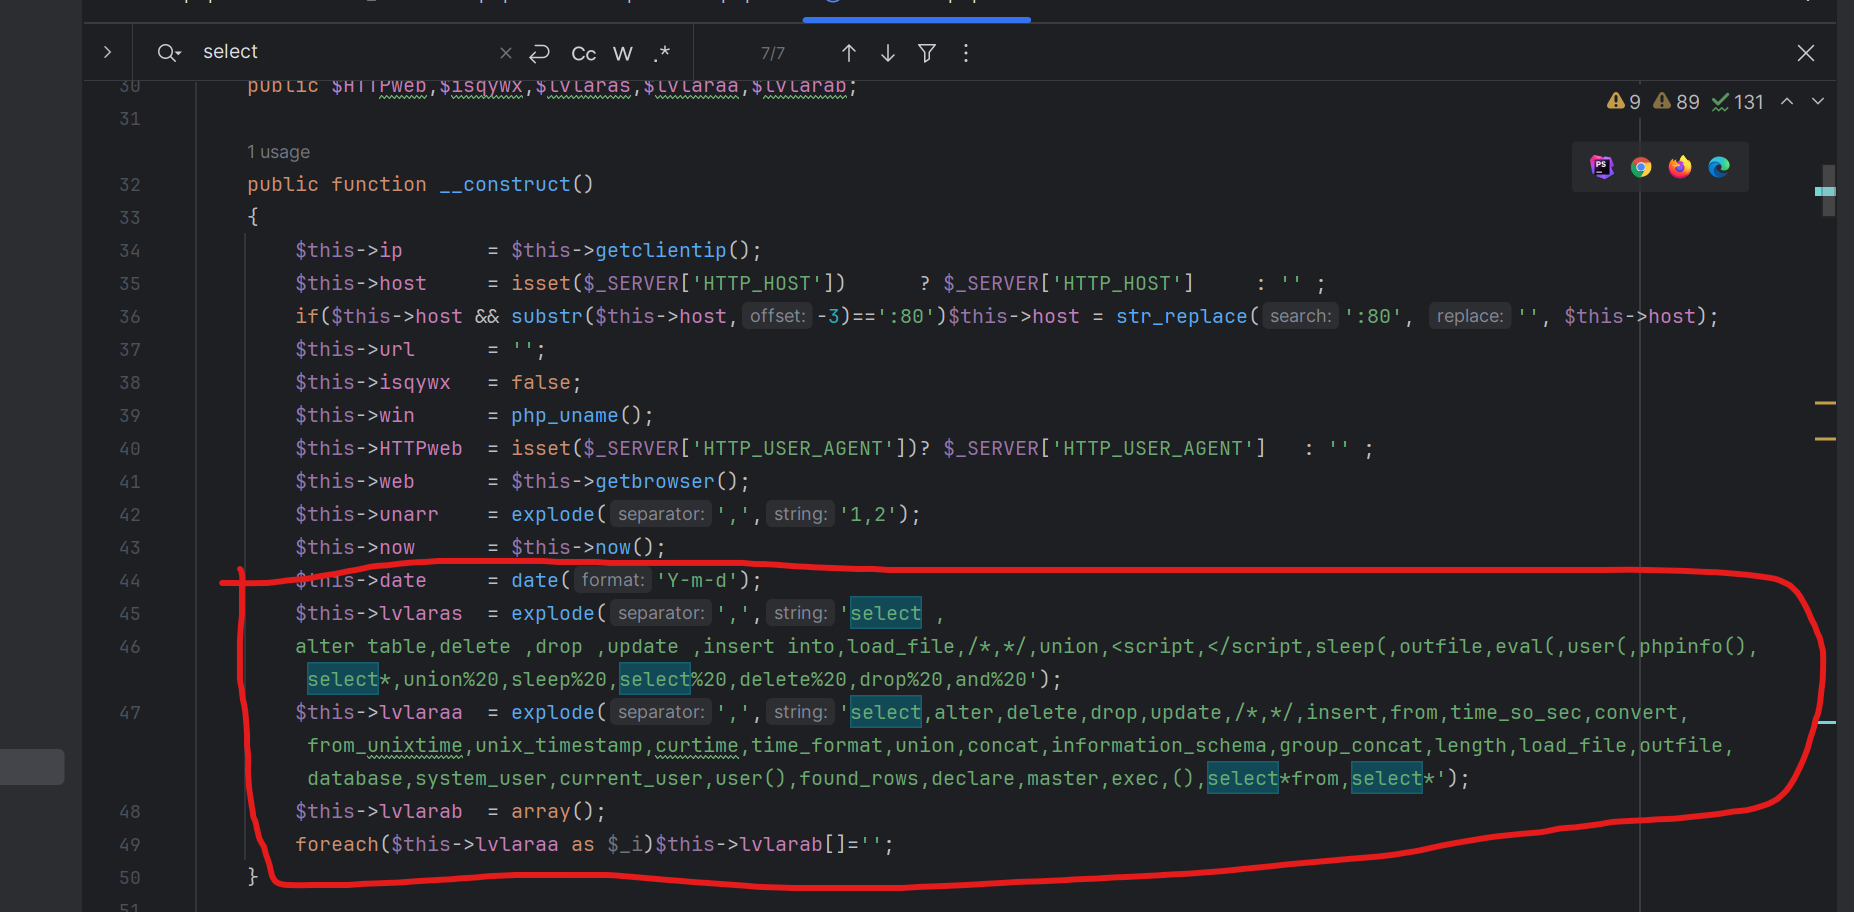 select
Cc W .* 7/7
30 public $HTTPweb,$isqywx,$lvlaras,$lvlaraa,$lvlarab;
9 89 131
31
1 usage
32 public function __construct()
33 {
34 $this->ip = $this->getclientip();
35 $this->host = isset($_SERVER['HTTP_HOST']) ? $_SERVER['HTTP_HOST'] : '' ;
36 if($this->host && substr($this->host, offset: -3)==':80')$this->host = str_replace( search: ':80', replace: '', $this->host);
37 $this->url = '';
38 $this->isqywx = false;
39 $this->win = php_uname();
40 $this->HTTPweb = isset($_SERVER['HTTP_USER_AGENT'])? $_SERVER['HTTP_USER_AGENT'] : '' ;
41 $this->web = $this->getbrowser();
42 $this->unarr = explode( separator: ',', string: '1,2');
43 $this->now = $this->now();
44 $this->date = date( format: 'Y-m-d');
45 $this->lvlaras = explode( separator: ',', string: 'select ,
46 alter table,delete ,drop ,update ,insert into,load_file,/*,*/,union,<script,</script,sleep(,outfile,eval(,user(,phpinfo(),
select*,union%20,sleep%20,select%20,delete%20,drop%20,and%20');
47 $this->lvlaraa = explode( separator: ',', string: 'select,alter,delete,drop,update,/*,*/,insert,from,time_so_sec,convert,
from_unixtime,unix_timestamp,curtime,time_format,union,concat,information_schema,group_concat,length,load_file,outfile,
database,system_user,current_user,user(),found_rows,declare,master,exec,(),select*from,select*');
48 $this->lvlarab = array();
49 foreach($this->lvlaraa as $_i)$this->lvlarab[]='';
50 }
51